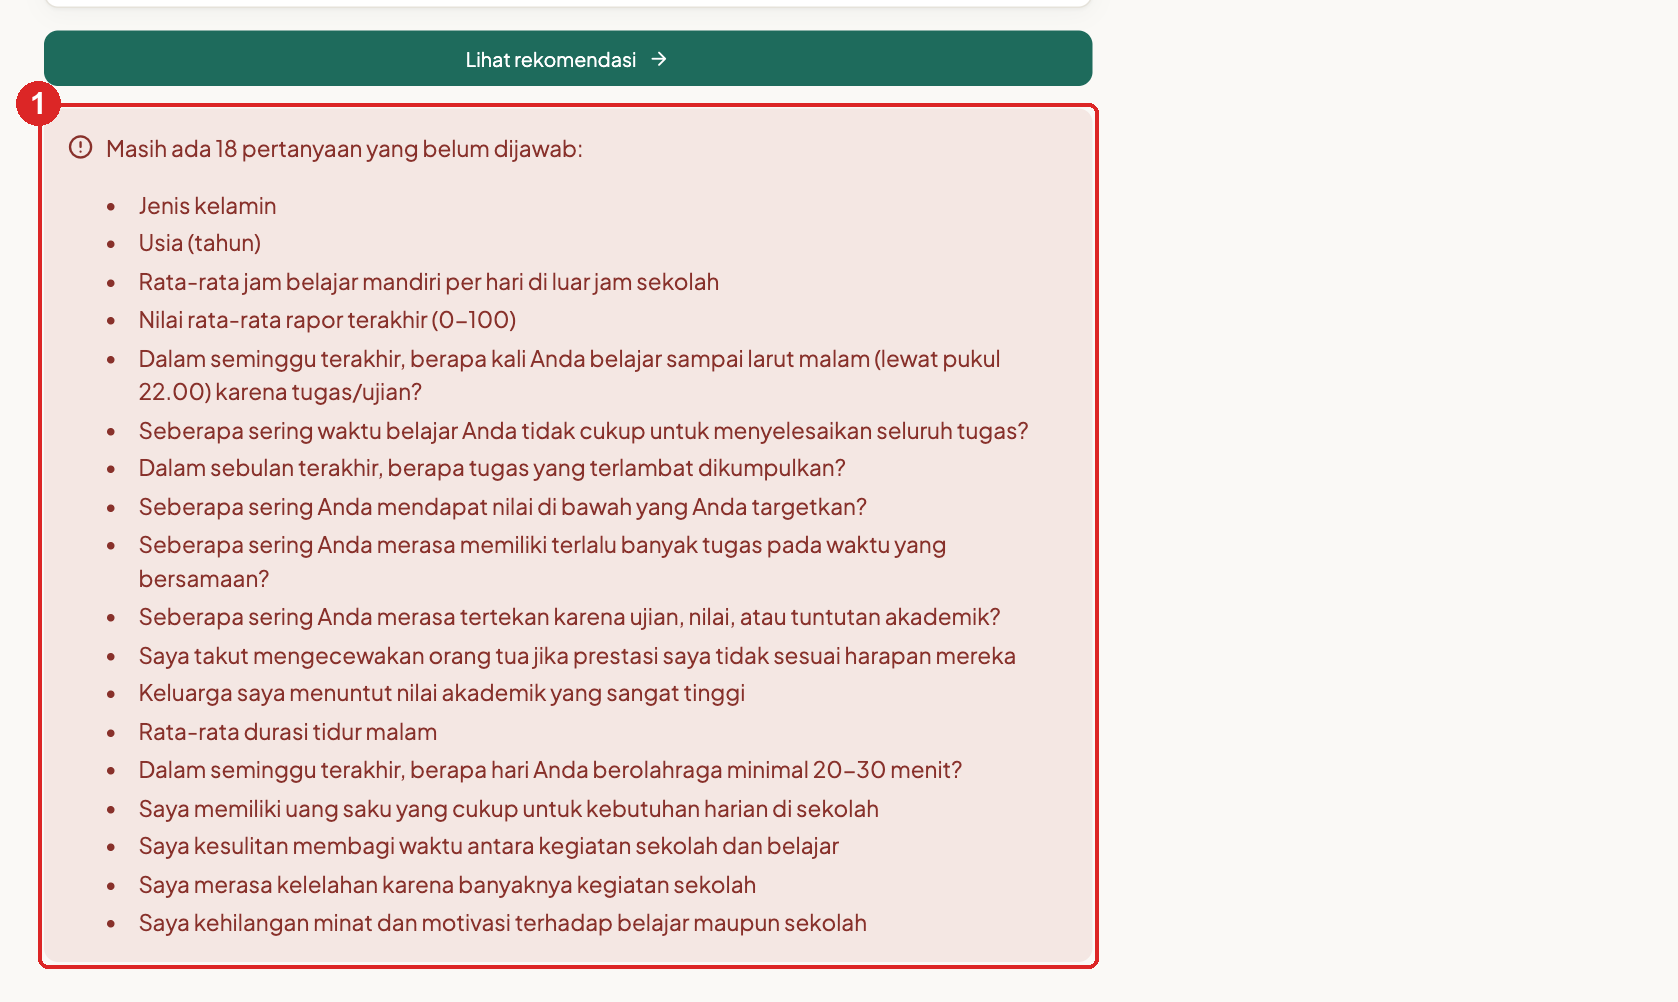 Lihat rekomendasi →
1
Masih ada 18 pertanyaan yang belum dijawab:
• Jenis kelamin
• Usia (tahun)
• Rata-rata jam belajar mandiri per hari di luar jam sekolah
• Nilai rata-rata rapor terakhir (0–100)
• Dalam seminggu terakhir, berapa kali Anda belajar sampai larut malam (lewat pukul
22.00) karena tugas/ujian?
• Seberapa sering waktu belajar Anda tidak cukup untuk menyelesaikan seluruh tugas?
• Dalam sebulan terakhir, berapa tugas yang terlambat dikumpulkan?
• Seberapa sering Anda mendapat nilai di bawah yang Anda targetkan?
• Seberapa sering Anda merasa memiliki terlalu banyak tugas pada waktu yang
bersamaan?
• Seberapa sering Anda merasa tertekan karena ujian, nilai, atau tuntutan akademik?
• Saya takut mengecewakan orang tua jika prestasi saya tidak sesuai harapan mereka
• Keluarga saya menuntut nilai akademik yang sangat tinggi
• Rata-rata durasi tidur malam
• Dalam seminggu terakhir, berapa hari Anda berolahraga minimal 20–30 menit?
• Saya memiliki uang saku yang cukup untuk kebutuhan harian di sekolah
• Saya kesulitan membagi waktu antara kegiatan sekolah dan belajar
• Saya merasa kelelahan karena banyaknya kegiatan sekolah
• Saya kehilangan minat dan motivasi terhadap belajar maupun sekolah